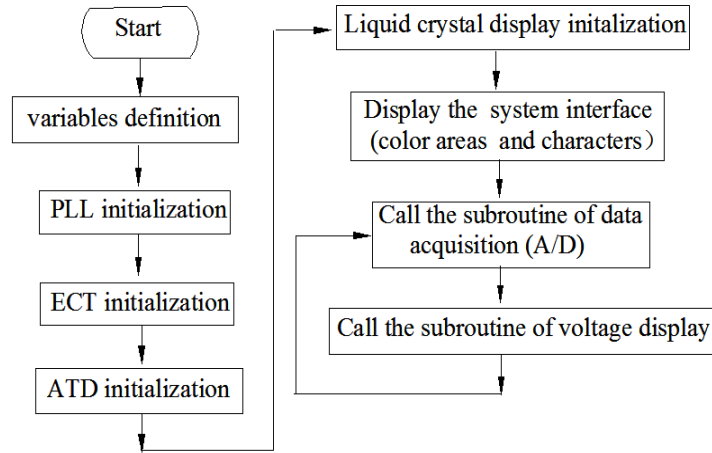 Start
variables definition
PLL initialization
ECT initialization
ATD initialization
Liquid crystal display initalization
Display the system interface
(color areas and characters）
Call the subroutine of data
acquisition (A/D)
Call the subroutine of voltage display